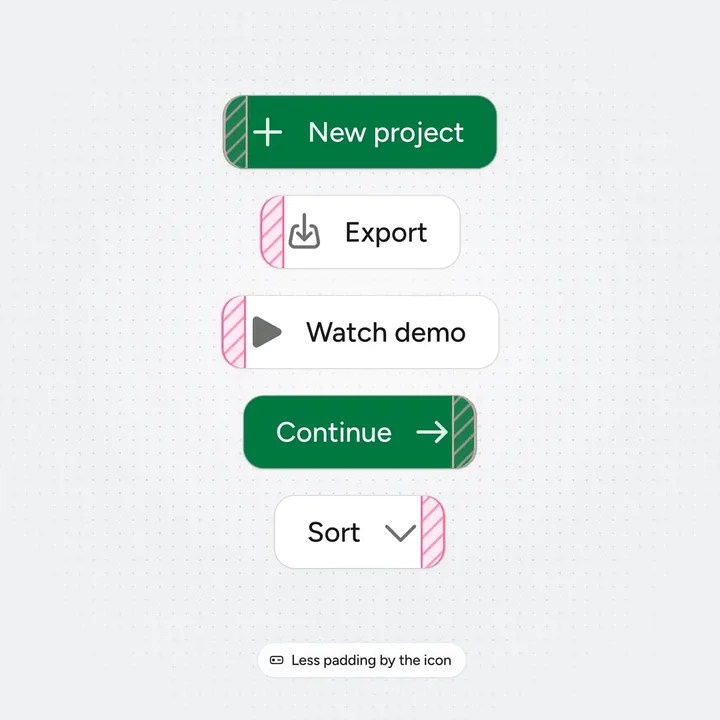 New project
Export
Watch demo
Continue
Sort
Less padding by the icon